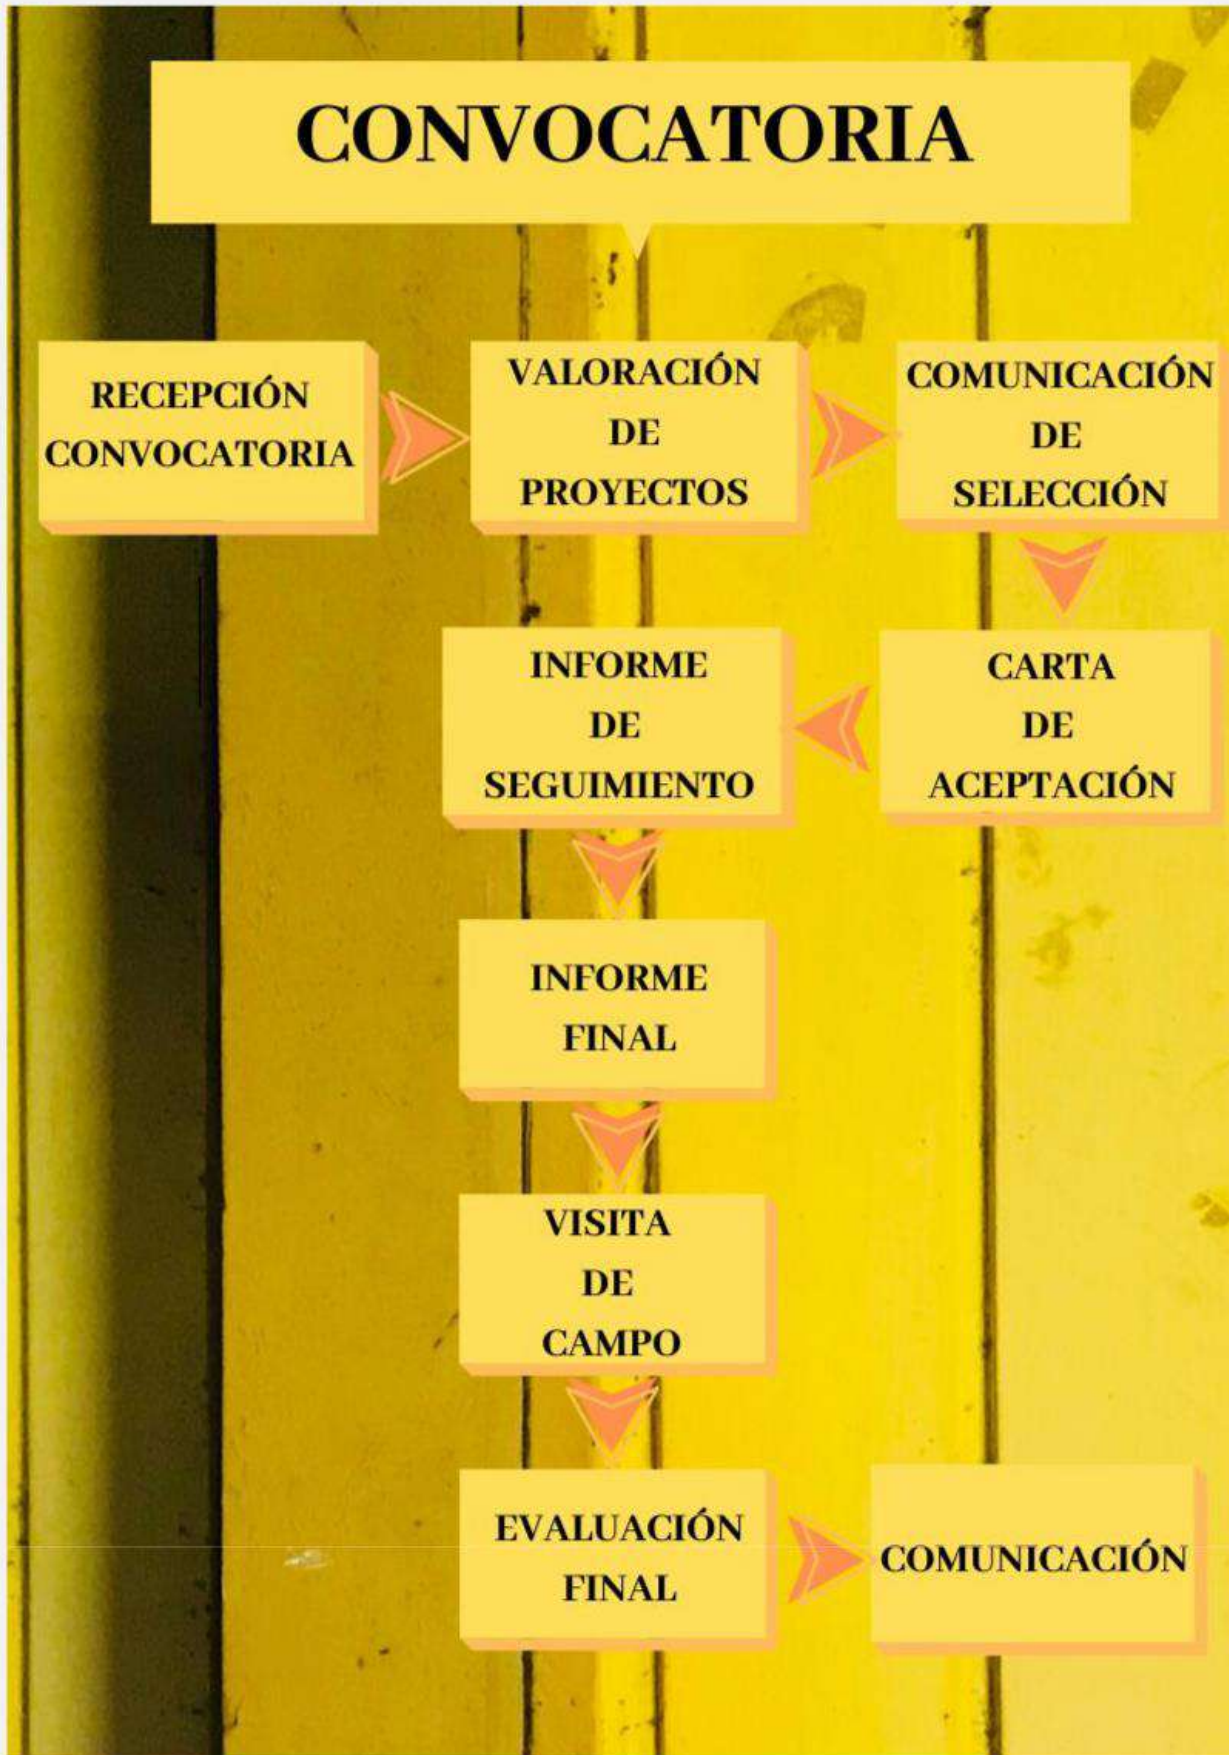 CONVOCATORIA
RECEPCIÓN
CONVOCATORIA
VALORACIÓN
DE
PROYECTOS
COMUNICACIÓN
DE
SELECCIÓN
CARTA
DE
ACEPTACIÓN
INFORME
DE
SEGUIMIENTO
INFORME
FINAL
VISITA
DE
CAMPO
EVALUACIÓN
FINAL
COMUNICACIÓN